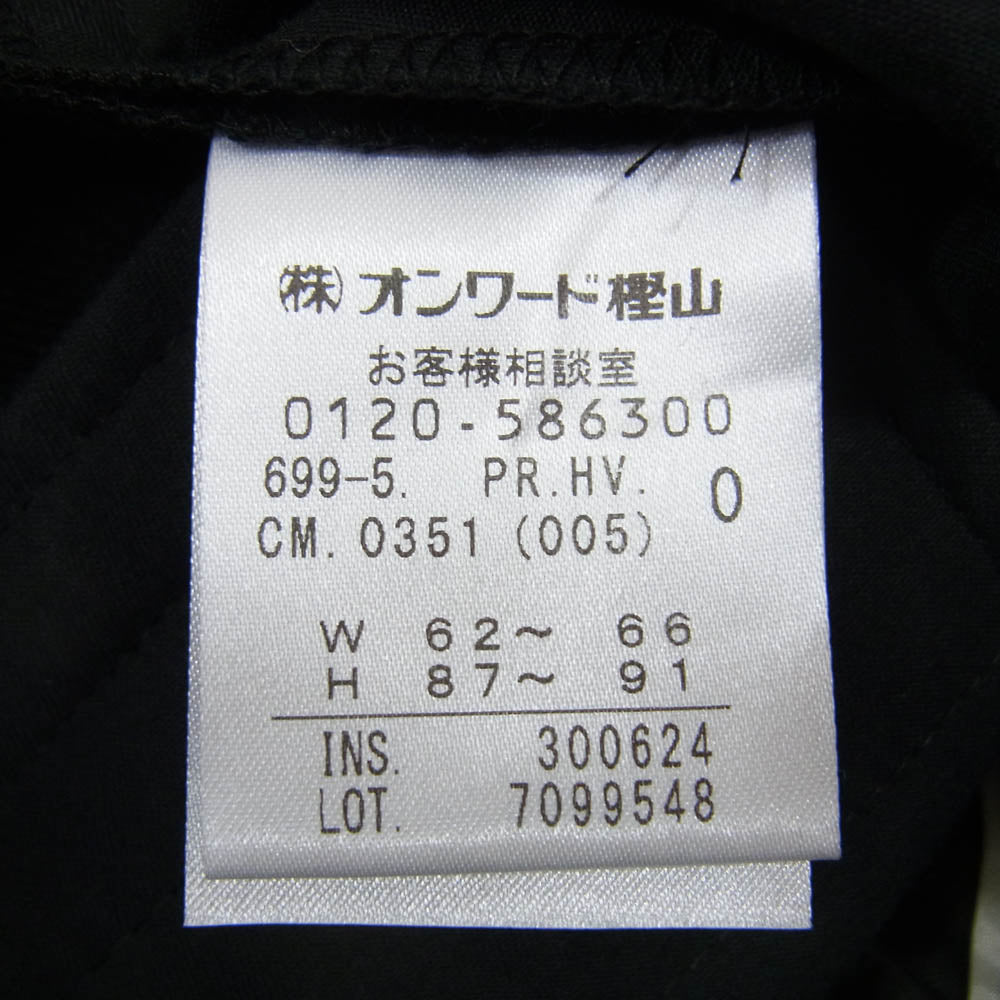 (株)オンワード樫山
お客様相談室
0120-586300
699-5. PR.HV. 0
CM. 0351 (005)
W 62~ 66
H 87~ 91
INS. 300624
LOT. 7099548